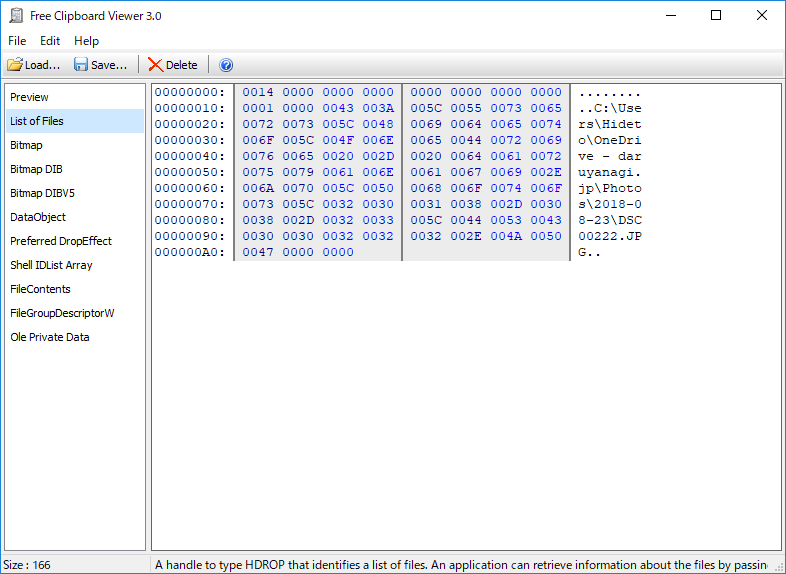 Free Clipboard Viewer 3.0
File Edit Help
Load... Save... Delete
Preview
List of Files
Bitmap
Bitmap DIB
Bitmap DIBV5
DataObject
Preferred DropEffect
Shell IDList Array
FileContents
FileGroupDescriptorW
Ole Private Data
00000000: 0014 0000 0000 0000 0000 0000 0000 0000 ........
00000010: 0001 0000 0043 003A 005C 0055 0073 0065 ..C:\Use
00000020: 0072 0073 005C 0048 0069 0064 0065 0074 rs\Hidet
00000030: 006F 005C 004F 006E 0065 0044 0072 0069 o\OneDri
00000040: 0076 0065 0020 002D 0020 0064 0061 0072 ve - dar
00000050: 0075 0079 0061 006E 0061 0067 0069 002E uyanagi.
00000060: 006A 0070 005C 0050 0068 006F 0074 006F jp\Photo
00000070: 0073 005C 0032 0030 0031 0038 002D 0030 s\2018-0
00000080: 0038 002D 0032 0033 005C 0044 0053 0043 8-23\DSC
00000090: 0030 0030 0032 0032 0032 002E 004A 0050 00222.JP
000000A0: 0047 0000 0000 G..
Size : 166 A handle to type HDROP that identifies a list of files. An application can retrieve information about the files by passin